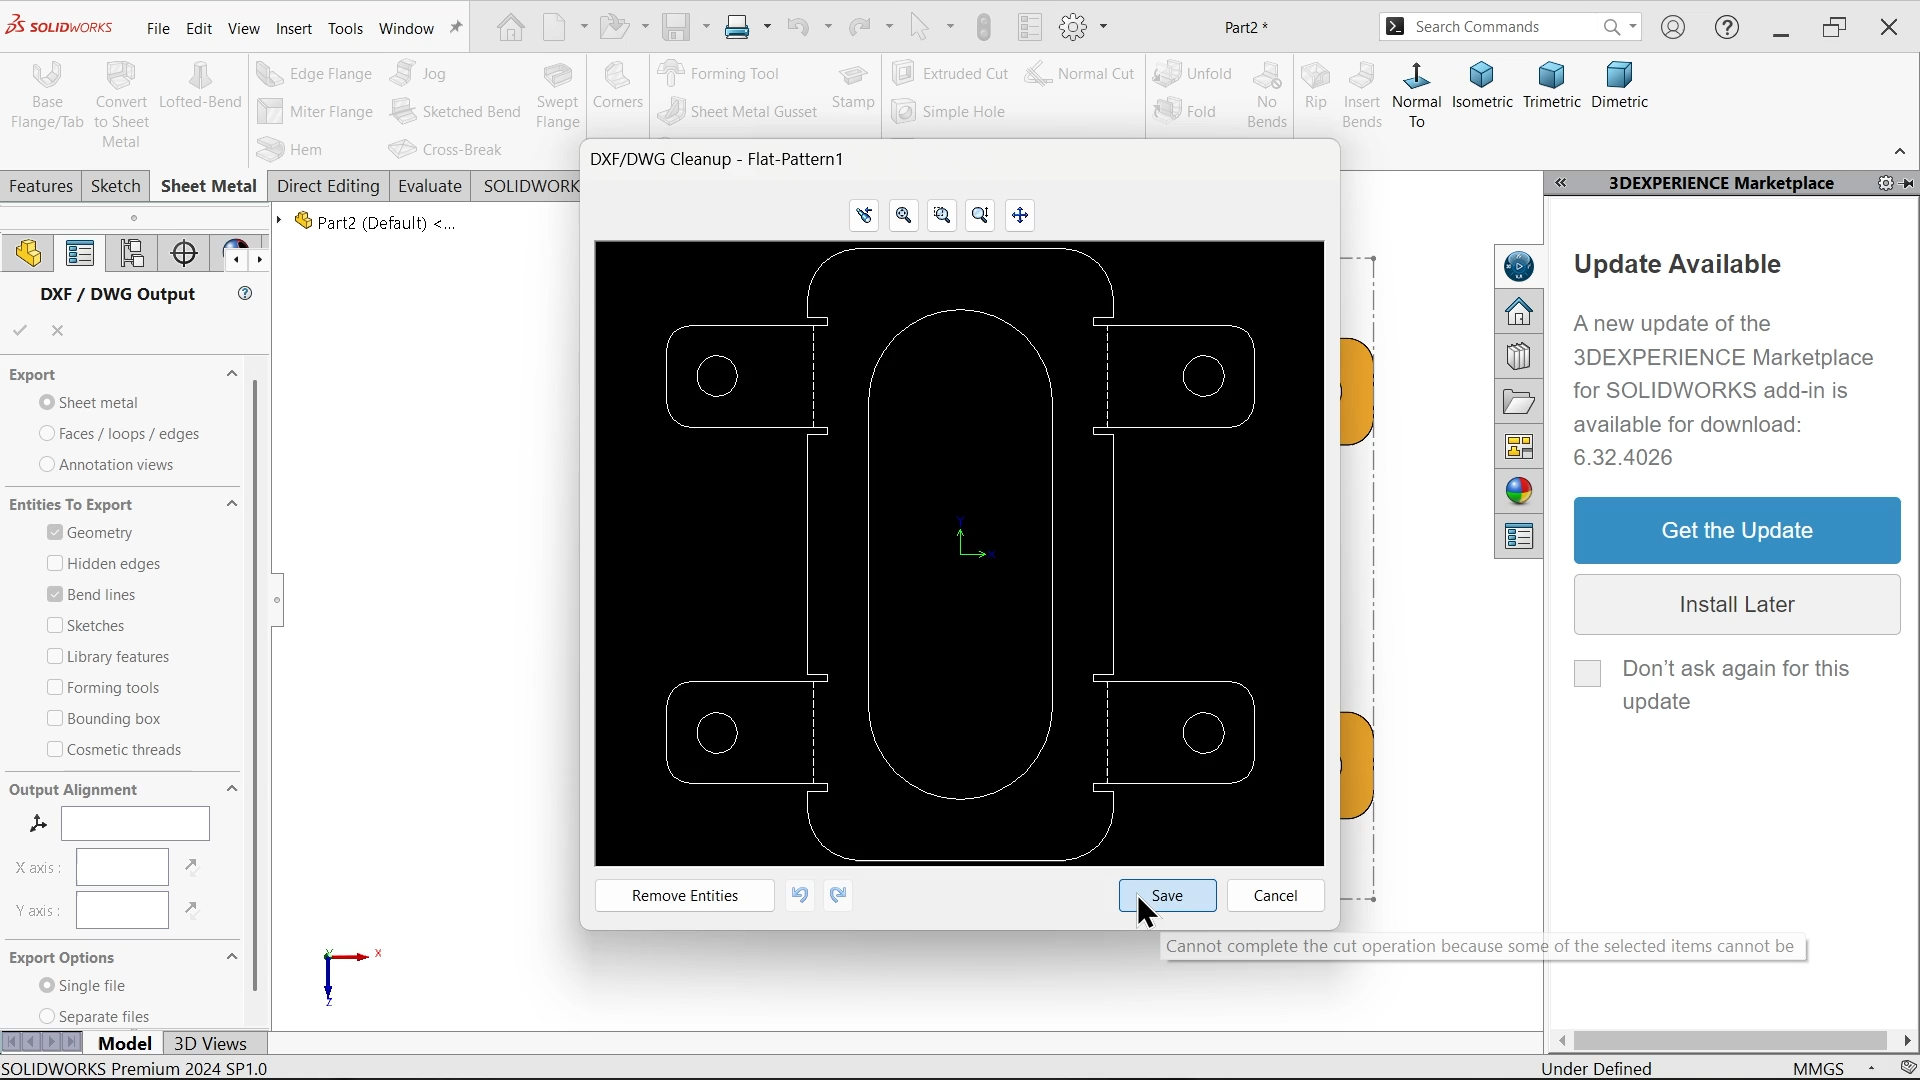 SOLIDWORKS File Edit View Insert Tools Window
Part2 *
Search Commands
Base Flange/Tab
Convert to Sheet Metal
Lofted-Bend
Edge Flange
Miter Flange
Hem
Jog
Sketched Bend
Cross-Break
Swept Flange
Corners
Forming Tool
Sheet Metal Gusset
Stamp
Extruded Cut
Simple Hole
Normal Cut
Unfold
Fold
No Bends
Rip
Insert Bends
Normal To
Isometric
Trimetric
Dimetric
Features Sketch Sheet Metal Direct Editing Evaluate SOLIDWORK
Part2 (Default) <...
DXF / DWG Output
Export
Sheet metal
Faces / loops / edges
Annotation views
Entities To Export
Geometry
Hidden edges
Bend lines
Sketches
Library features
Forming tools
Bounding box
Cosmetic threads
Output Alignment
X axis :
Y axis :
Export Options
Single file
Separate files
DXF/DWG Cleanup - Flat-Pattern1
Y
X
Remove Entities
Save
Cancel
Cannot complete the cut operation because some of the selected items cannot be
Y X
Z
3DEXPERIENCE Marketplace
Update Available
A new update of the
3DEXPERIENCE Marketplace
for SOLIDWORKS add-in is
available for download:
6.32.4026
Get the Update
Install Later
Don't ask again for this
update
Model 3D Views
SOLIDWORKS Premium 2024 SP1.0
Under Defined
MMGS